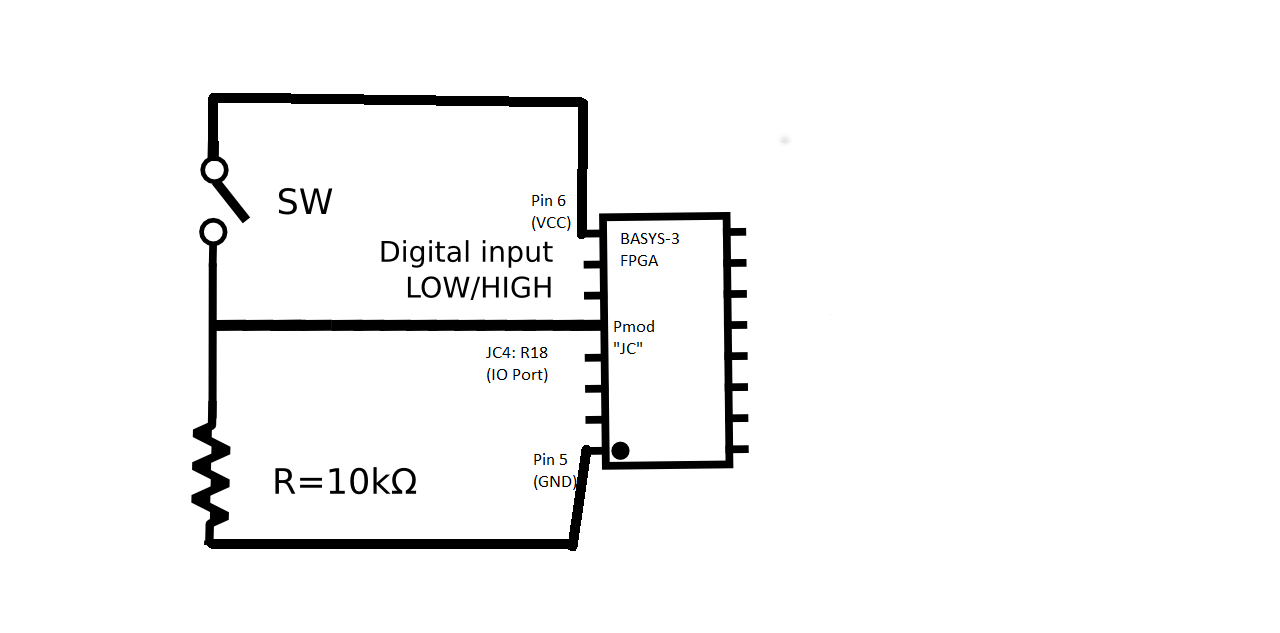 Pin 6
(VCC)
SW
BASYS-3
FPGA
Digital input
LOW/HIGH
Pmod
"JC"
JC4: R18
(IO Port)
Pin 5
(GND)
R=10kΩ